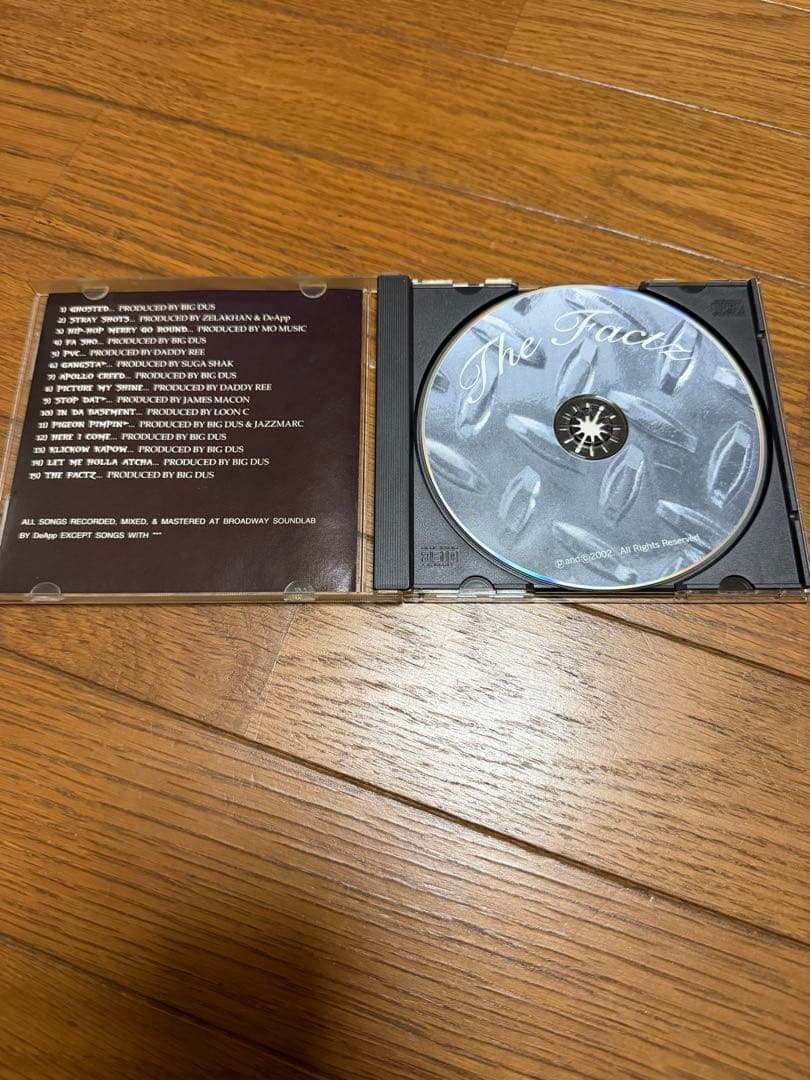 1) GHOSTED... PRODUCED BY BIG DUS
2) STRAY SHOTS... PRODUCED BY ZELAKHAN & DeApp
3) HIP-HOP MERRY GO ROUND... PRODUCED BY MO MUSIC
4) FA SHO... PRODUCED BY BIG DUS
5) PVC... PRODUCED BY DADDY REE
6) GANGSTA*... PRODUCED BY SUGA SHAK
7) APOLLO CREED... PRODUCED BY BIG DUS
8) PICTURE MY SHINE... PRODUCED BY DADDY REE
9) STOP DAT*... PRODUCED BY JAMES MACON
10) IN DA BASEMENT... PRODUCED BY LOON C
11) PIGEON PIMPIN*... PRODUCED BY BIG DUS & JAZZMARC
12) HERE I COME... PRODUCED BY BIG DUS
13) KLICKOW KAPOW... PRODUCED BY BIG DUS
14) LET ME HOLLA ATCHA... PRODUCED BY BIG DUS
15) THE FACTZ... PRODUCED BY BIG DUS
ALL SONGS RECORDED, MIXED, & MASTERED AT BROADWAY SOUNDLAB
BY DeApp EXCEPT SONGS WITH "*"
The Factz
℗ and © 2002. All Rights Reserved